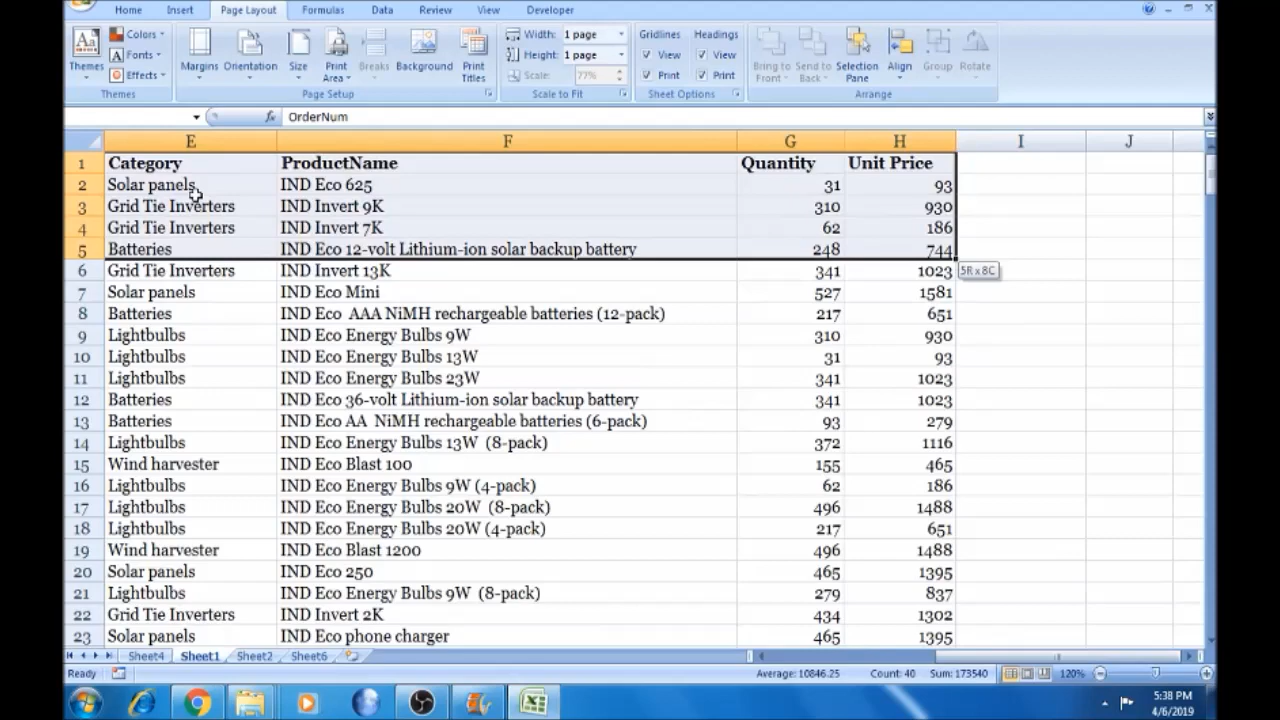 Home Insert Page Layout Formulas Data Review View Developer
Colors Width: 1 page Gridlines Headings
Fonts Height: 1 page View View
Effects Scale: 77% Print Print
Themes Margins Orientation Size Print Area Breaks Background Print Titles Bring to Front Send to Back Selection Pane Align Group Rotate
Themes Page Setup Scale to Fit Sheet Options Arrange
fx OrderNum
E F G H I J
1 Category ProductName Quantity Unit Price
2 Solar panels IND Eco 625 31 93
3 Grid Tie Inverters IND Invert 9K 310 930
4 Grid Tie Inverters IND Invert 7K 62 186
5 Batteries IND Eco 12-volt Lithium-ion solar backup battery 248 744
6 Grid Tie Inverters IND Invert 13K 341 1023 5R x 8C
7 Solar panels IND Eco Mini 527 1581
8 Batteries IND Eco AAA NiMH rechargeable batteries (12-pack) 217 651
9 Lightbulbs IND Eco Energy Bulbs 9W 310 930
10 Lightbulbs IND Eco Energy Bulbs 13W 31 93
11 Lightbulbs IND Eco Energy Bulbs 23W 341 1023
12 Batteries IND Eco 36-volt Lithium-ion solar backup battery 341 1023
13 Batteries IND Eco AA NiMH rechargeable batteries (6-pack) 93 279
14 Lightbulbs IND Eco Energy Bulbs 13W (8-pack) 372 1116
15 Wind harvester IND Eco Blast 100 155 465
16 Lightbulbs IND Eco Energy Bulbs 9W (4-pack) 62 186
17 Lightbulbs IND Eco Energy Bulbs 20W (8-pack) 496 1488
18 Lightbulbs IND Eco Energy Bulbs 20W (4-pack) 217 651
19 Wind harvester IND Eco Blast 1200 496 1488
20 Solar panels IND Eco 250 465 1395
21 Lightbulbs IND Eco Energy Bulbs 9W (8-pack) 279 837
22 Grid Tie Inverters IND Invert 2K 434 1302
23 Solar panels IND Eco phone charger 465 1395
Sheet4 Sheet1 Sheet2 Sheet6
Ready Average: 10846.25 Count: 40 Sum: 173540 120%
5:38 PM
4/6/2019